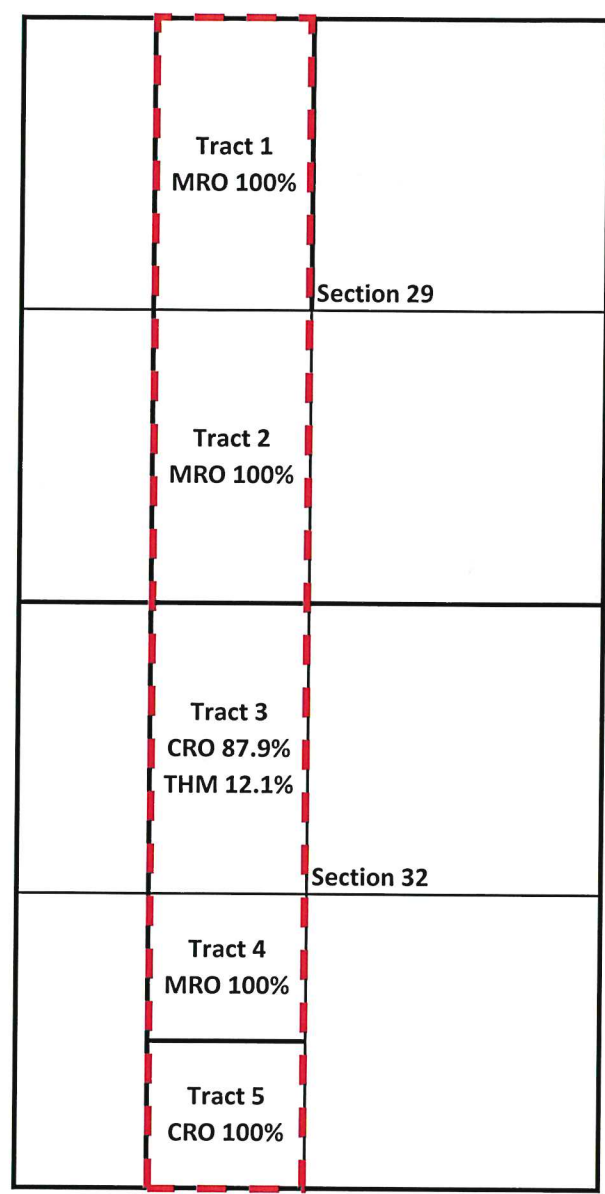 Tract 1
MRO 100%
Section 29
Tract 2
MRO 100%
Tract 3
CRO 87.9%
THM 12.1%
Section 32
Tract 4
MRO 100%
Tract 5
CRO 100%